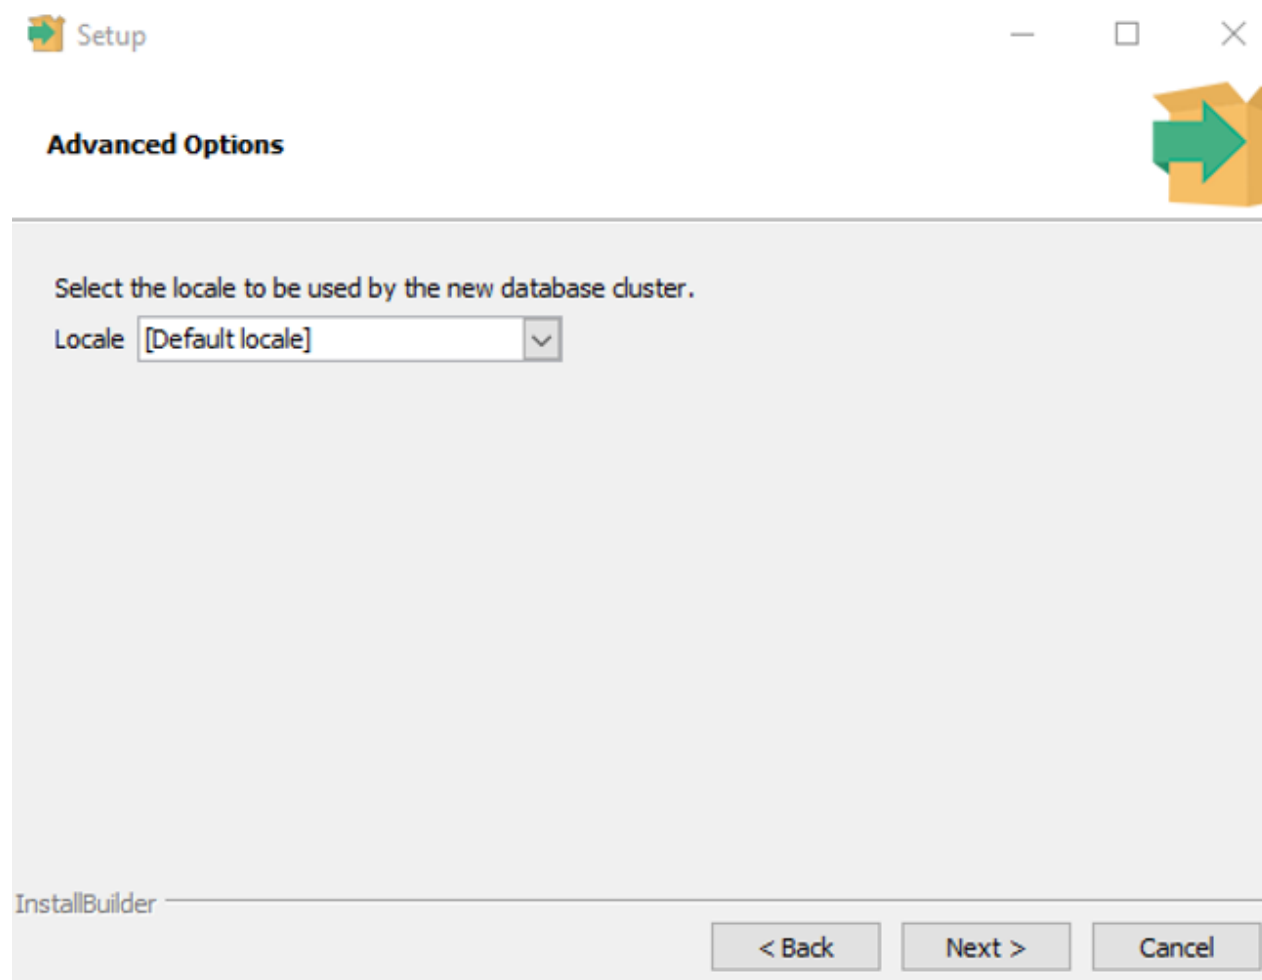 Setup
Advanced Options
Select the locale to be used by the new database cluster.
Locale [Default locale]
InstallBuilder
< Back Next > Cancel